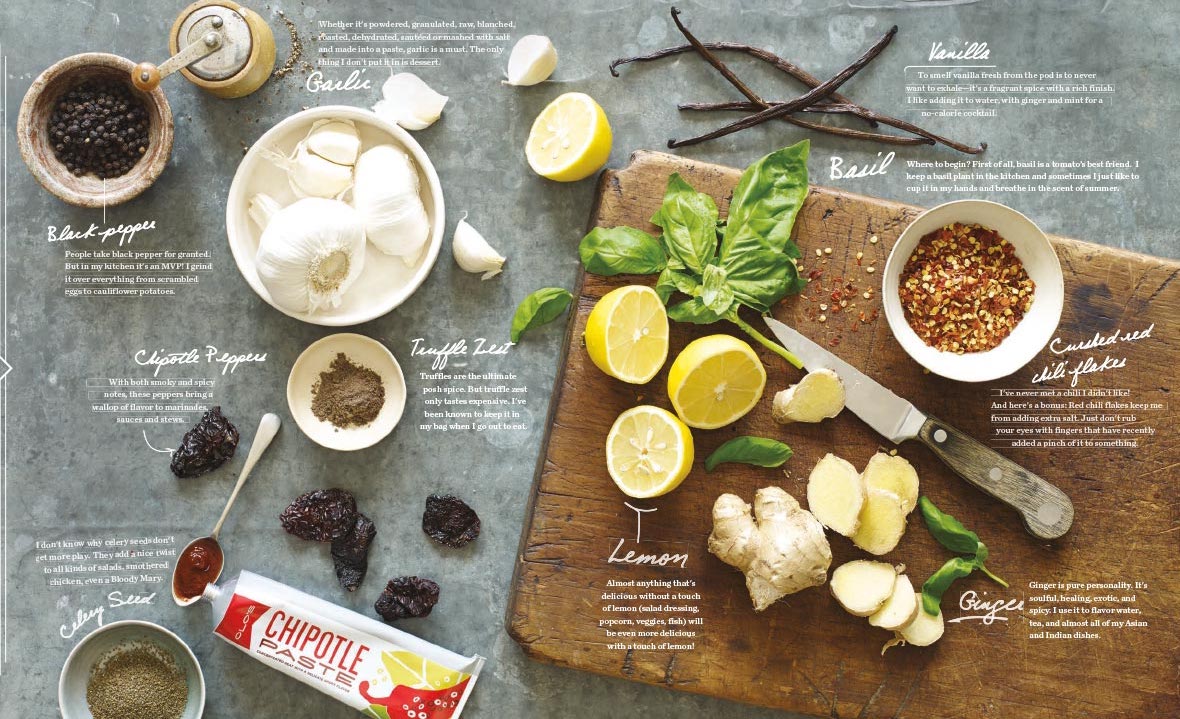 Whether it's powdered, granulated, raw, blanched,
roasted, dehydrated, sautéed or mashed with salt
and made into a paste, garlic is a must. The only
thing I don't put it in is dessert.
Garlic
Vanilla
To smell vanilla fresh from the pod is to never
want to exhale—it's a fragrant spice with a rich finish.
I like adding it to water, with ginger and mint for a
no-calorie cocktail.
Basil
Where to begin? First of all, basil is a tomato's best friend. I
keep a basil plant in the kitchen and sometimes I just like to
cup it in my hands and breathe in the scent of summer.
Black pepper
People take black pepper for granted.
But in my kitchen it's an MVP! I grind
it over everything from scrambled
eggs to cauliflower potatoes.
Chipotle Peppers
With both smoky and spicy
notes, these peppers bring a
wallop of flavor to marinades,
sauces and stews.
Truffle Zest
Truffles are the ultimate
posh spice. But truffle zest
only tastes expensive. I've
been known to keep it in
my bag when I go out to eat.
Curshed red
chili flakes
I've never met a chili I didn't like!
And here's a bonus: Red chili flakes keep me
from adding extra salt. Just don't rub
your eyes with fingers that have recently
added a pinch of it to something.
I don't know why celery seeds don't
get more play. They add a nice twist
to all kinds of salads, smothered
chicken, even a Bloody Mary.
Celery Seed
Lemon
Almost anything that's
delicious without a touch
of lemon (salad dressing,
popcorn, veggies, fish) will
be even more delicious
with a touch of lemon!
Ginger
Ginger is pure personality. It's
soulful, healing, exotic, and
spicy. I use it to flavor water,
tea, and almost all of my Asian
and Indian dishes.
OLO'S
CHIPOTLE
PASTE